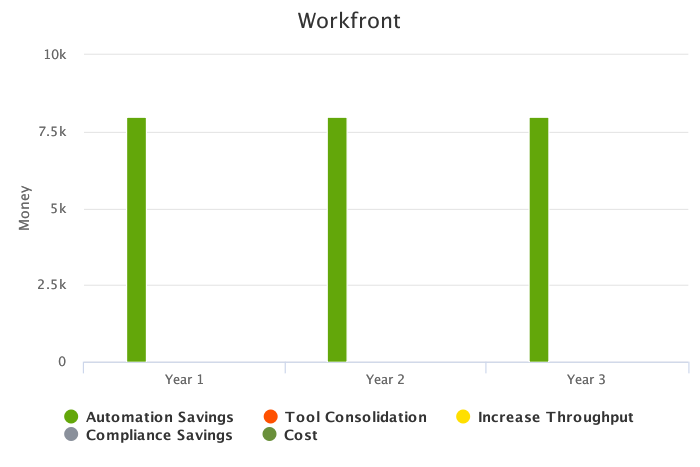 Workfront
10k
7.5k
5k
2.5k
0
Money
Year 1 Year 2 Year 3
Automation Savings Tool Consolidation Increase Throughput
Compliance Savings Cost